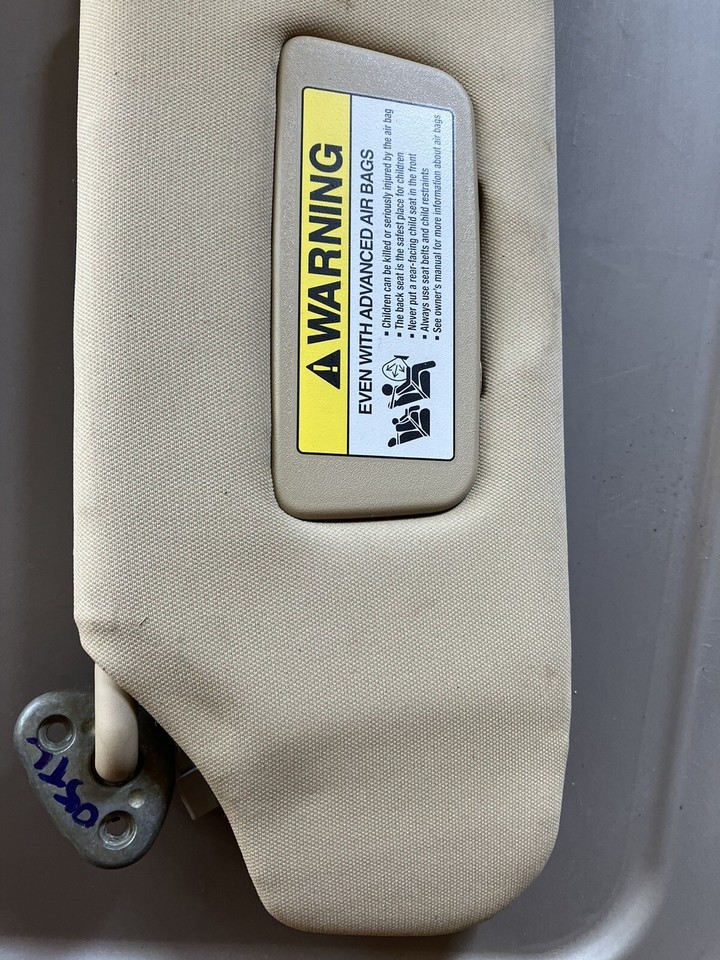 WARNING
EVEN WITH ADVANCED AIR BAGS
▪ Children can be killed or seriously injured by the air bag
▪ The back seat is the safest place for children
▪ Never put a rear-facing child seat in the front
▪ Always use seat belts and child restraints
▪ See owner's manual for more information about air bags
05TL